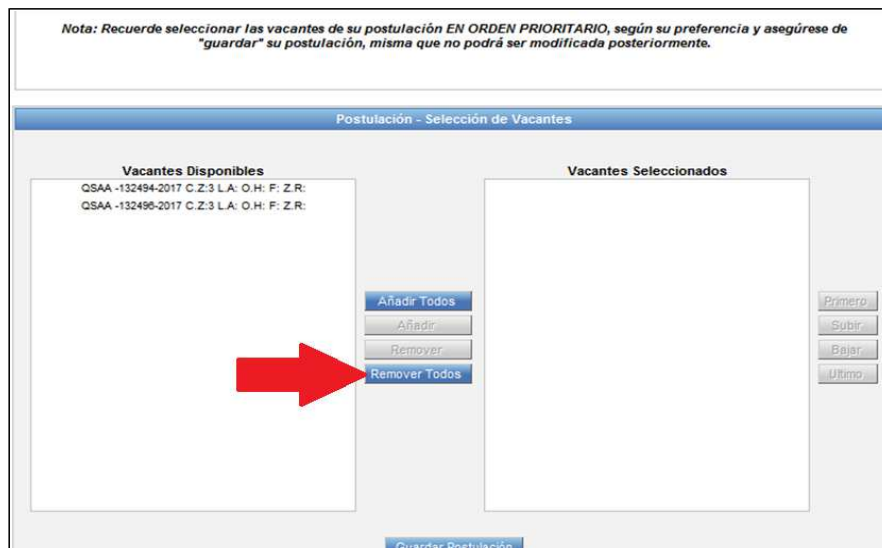 Nota: Recuerde seleccionar las vacantes de su postulación EN ORDEN PRIORITARIO, según su preferencia y asegúrese de
"guardar" su postulación, misma que no podrá ser modificada posteriormente.
Postulación - Selección de Vacantes
Vacantes Disponibles
QSAA -132494-2017 C.Z:3 L.A: O.H: F: Z.R:
QSAA -132496-2017 C.Z:3 L.A: O.H: F: Z.R:
Añadir Todos
Añadir
Remover
Remover Todos
Vacantes Seleccionados
Primero
Subir
Bajar
Ultimo
Guardar Postulación